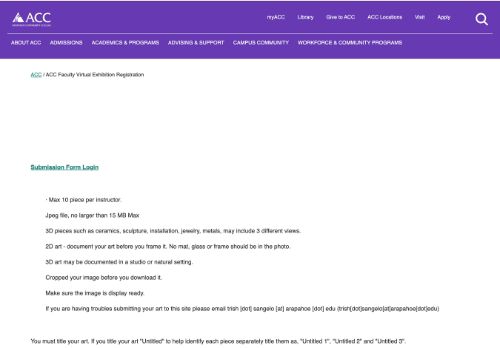 myACC Library Give to ACC ACC Locations Visit Apply
ACC
ABOUT ACC ADMISSIONS ACADEMICS & PROGRAMS ADVISING & SUPPORT CAMPUS COMMUNITY WORKFORCE & COMMUNITY PROGRAMS
ACC / ACC Faculty Virtual Exhibition Registration
Submission Form Login
· Max 10 piece per instructor.
Jpeg file, no larger than 15 MB Max
3D pieces such as ceramics, sculpture, installation, jewelry, metals, may include 3 different views.
2D art - document your art before you frame it. No mat, glass or frame should be in the photo.
3D art may be documented in a studio or natural setting.
Cropped your image before you download it.
Make sure the image is display ready.
If you are having troubles submitting your art to this site please email trish [dot] sangelo [at] arapahoe [dot] edu (trish[dot]sangelo[at]arapahoe[dot]edu)
You must title your art. If you title your art "Untitled" to help identify each piece separately title them as, "Untitled 1", "Untitled 2" and "Untitled 3".